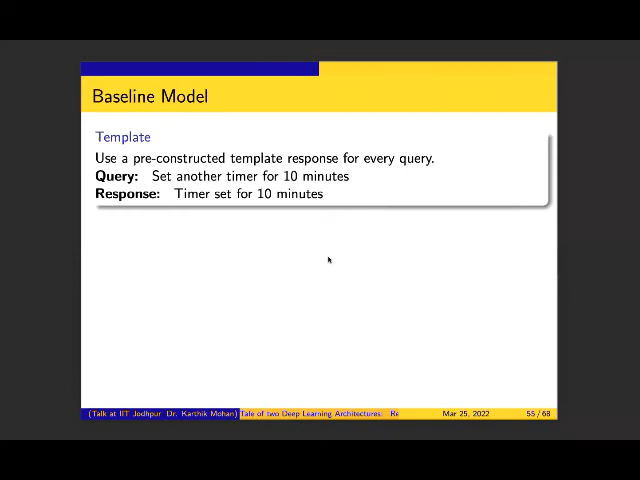 Baseline Model
Template
Use a pre-constructed template response for every query.
Query: Set another timer for 10 minutes
Response: Timer set for 10 minutes
(Talk at IIT Jodhpur Dr. Karthik Mohan) Tale of two Deep Learning Architectures: Re Mar 25, 2022 55 / 68